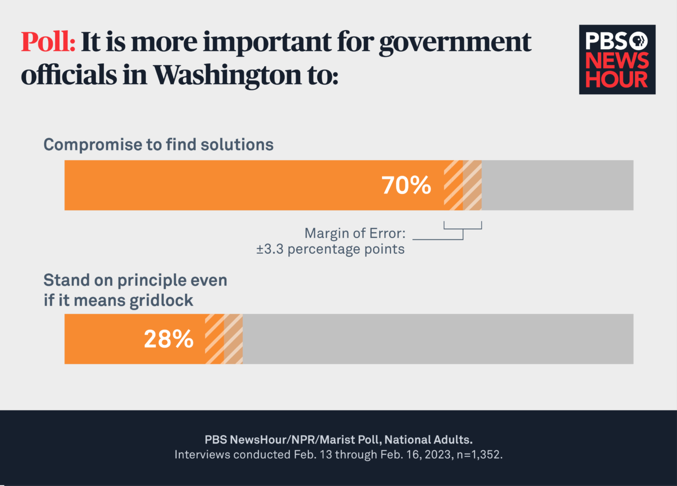 Poll: It is more important for government
officials in Washington to:
PBS
NEWS
HOUR
Compromise to find solutions
70%
Margin of Error:
±3.3 percentage points
Stand on principle even
if it means gridlock
28%
PBS NewsHour/NPR/Marist Poll, National Adults.
Interviews conducted Feb. 13 through Feb. 16, 2023, n=1,352.